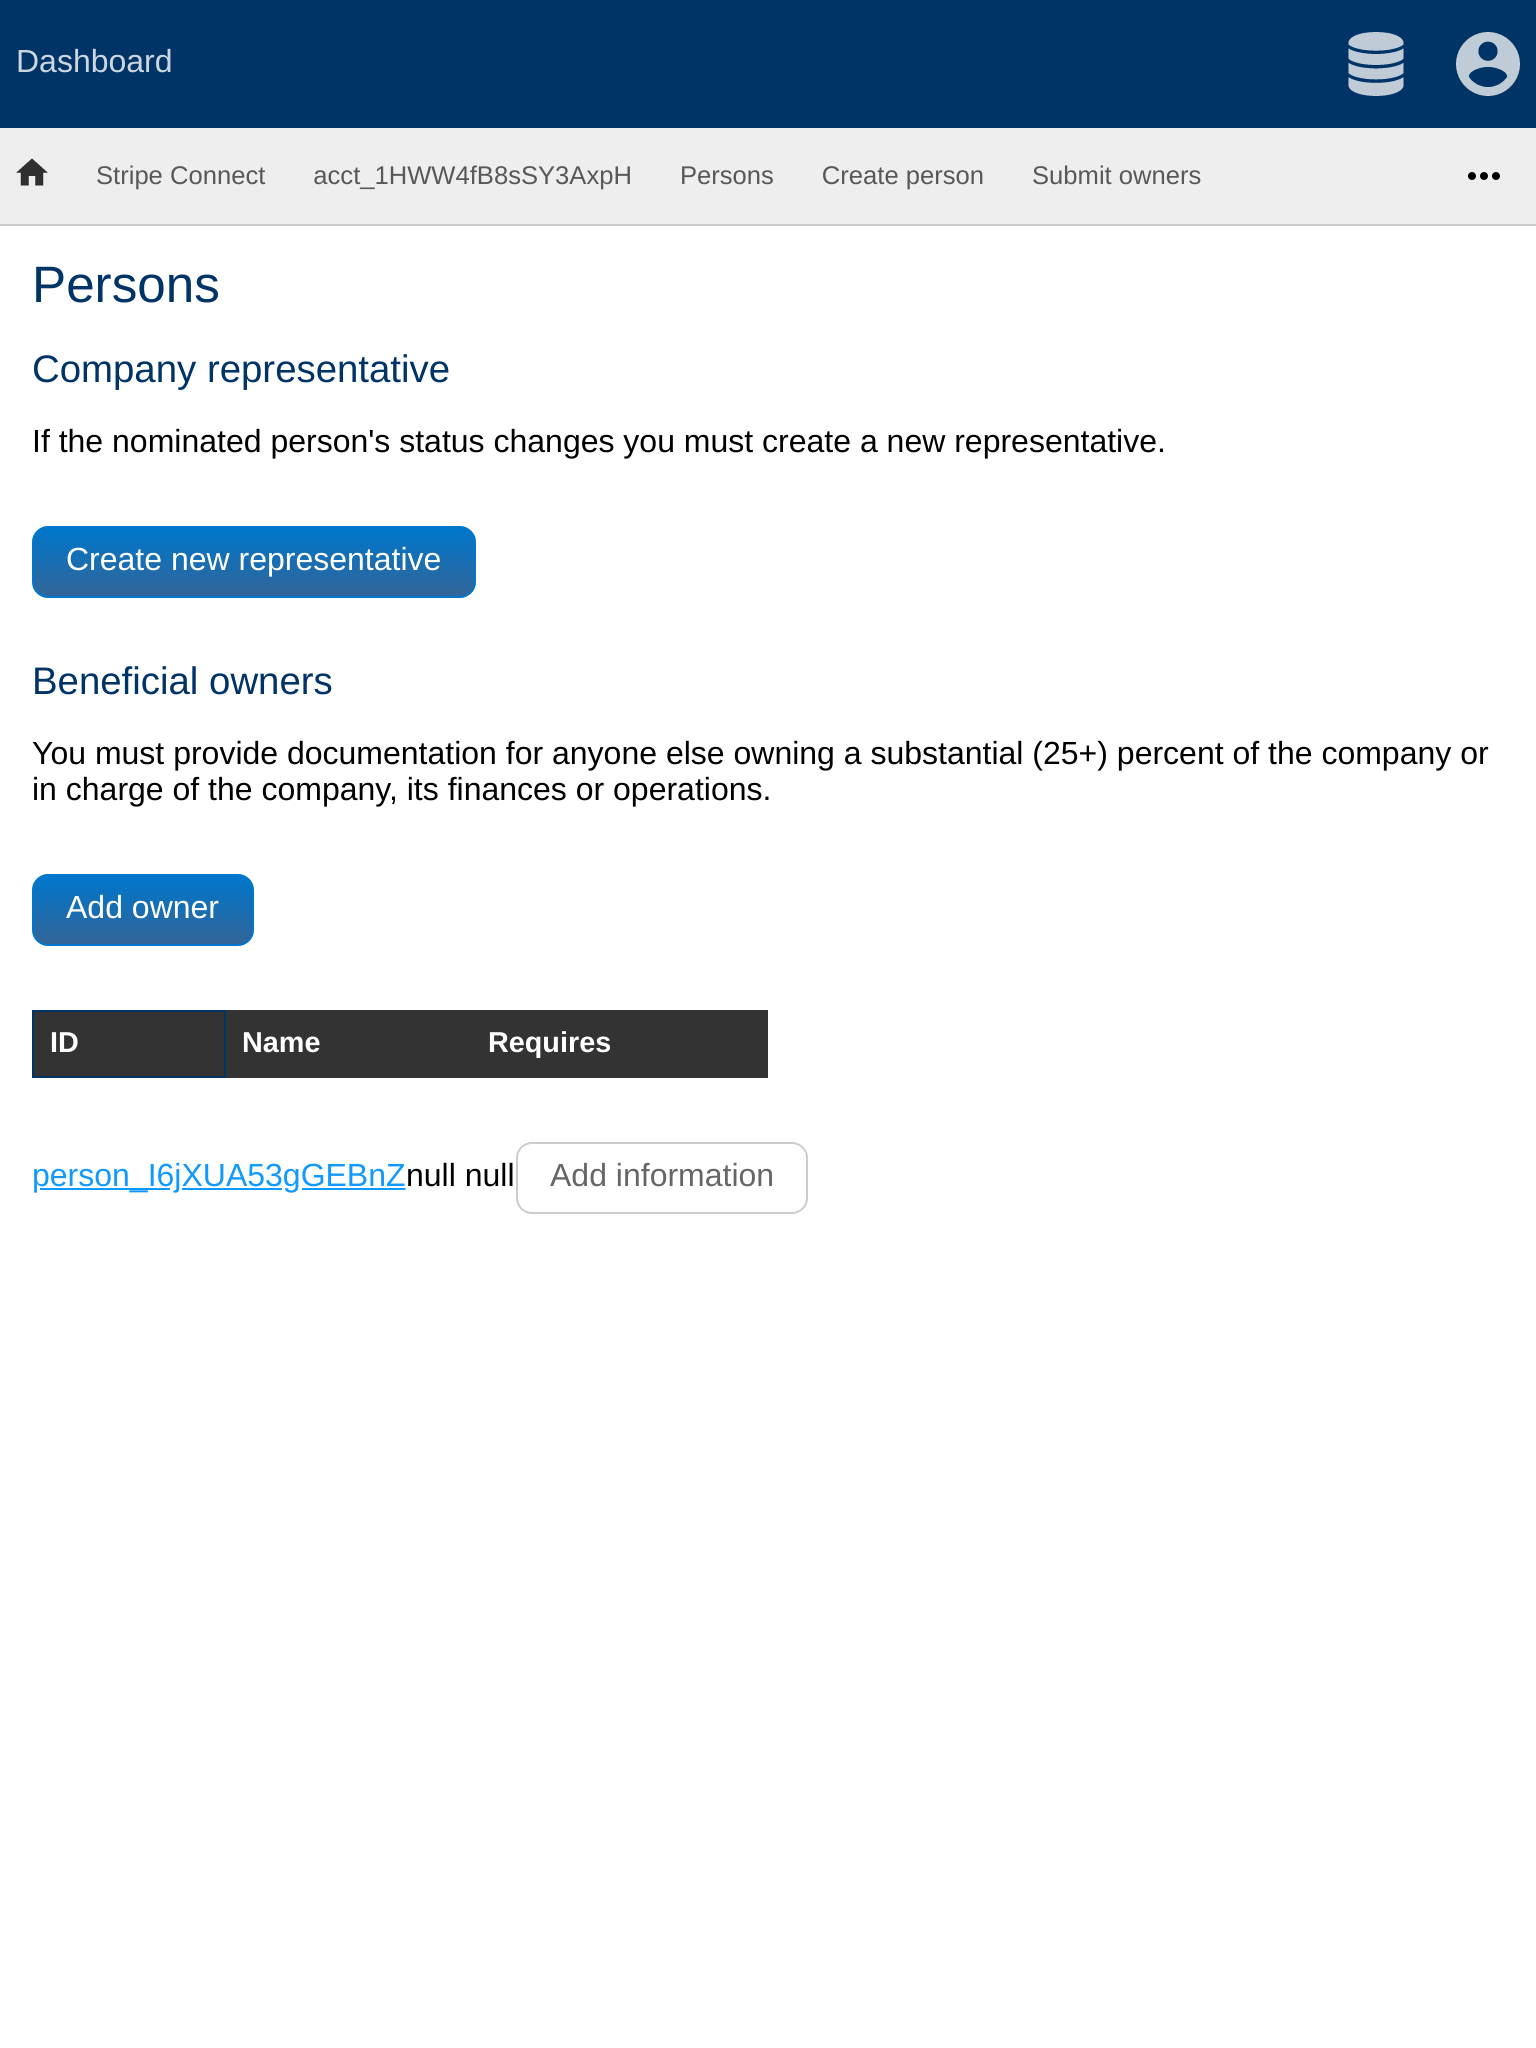 Dashboard
Stripe Connect acct_1HWW4fB8sSY3AxpH Persons Create person Submit owners
Persons
Company representative
If the nominated person's status changes you must create a new representative.
Create new representative
Beneficial owners
You must provide documentation for anyone else owning a substantial (25+) percent of the company or
in charge of the company, its finances or operations.
Add owner
ID Name Requires
person_I6jXUA53gGEBnZnull null Add information